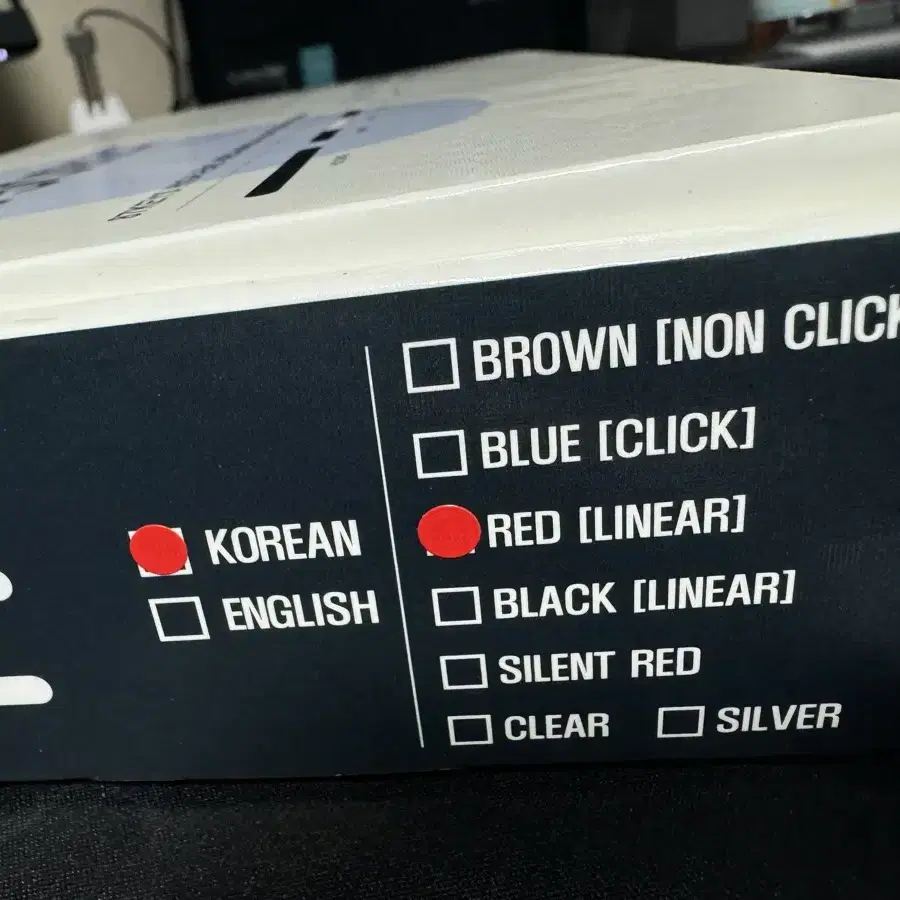 KOREAN
ENGLISH
BROWN [NON CLICK
BLUE [CLICK]
RED [LINEAR]
BLACK [LINEAR]
SILENT RED
CLEAR
SILVER